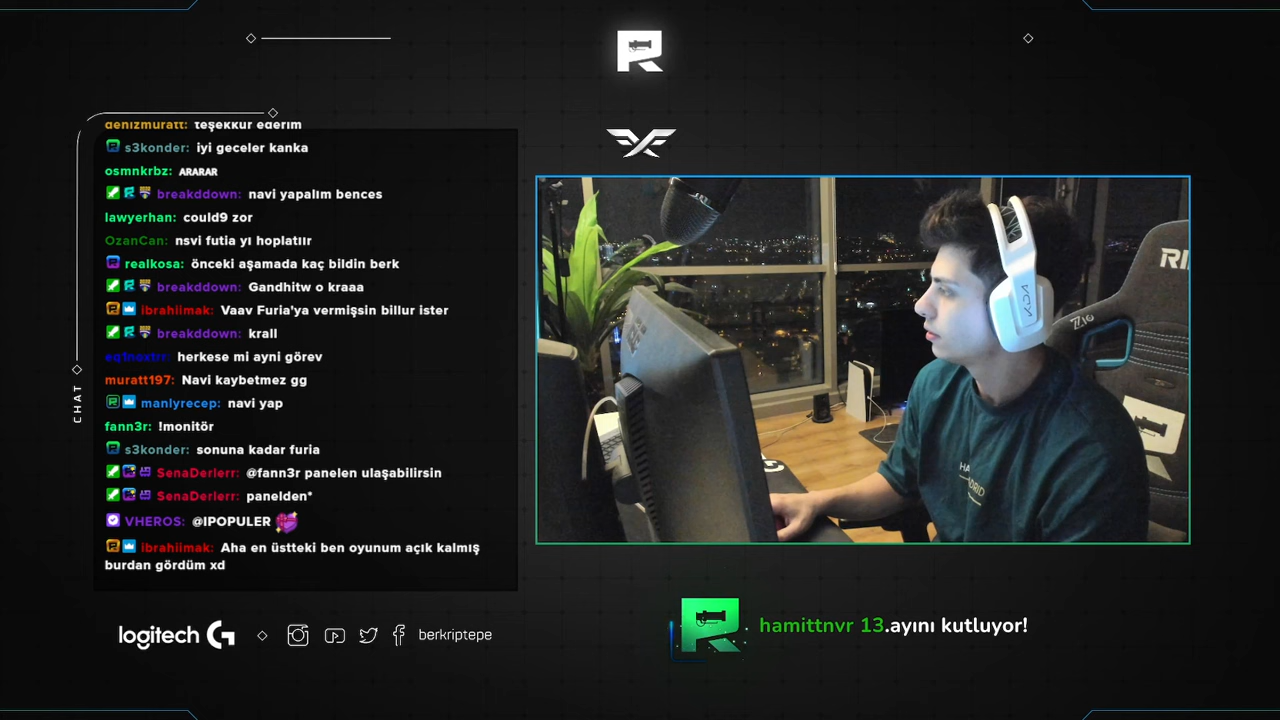 denizmuratt: teşekkür ederim
s3konder: iyi geceler kanka
osmnkrbz: ARARAR
breakddown: navi yapalım bences
lawyerhan: could9 zor
OzanCan: nsvi futia yı hoplatıır
realkosa: önceki aşamada kaç bildin berk
breakddown: Gandhitw o kraaa
ibrahiimak: Vaav Furia'ya vermişsin billur ister
breakddown: krall
eq1noxtrr: herkese mi ayni görev
muratt197: Navi kaybetmez gg
manlyrecep: navi yap
fann3r: !monitör
s3konder: sonuna kadar furia
SenaDerlerr: @fann3r panelen ulaşabilirsin
SenaDerlerr: panelden*
VHEROS: @IPOPULER
ibrahiimak: Aha en üstteki ben oyunum açık kalmış
burdan gördüm xd
CHAT
logitech G
berkriptepe
hamittnvr 13.ayını kutluyor!